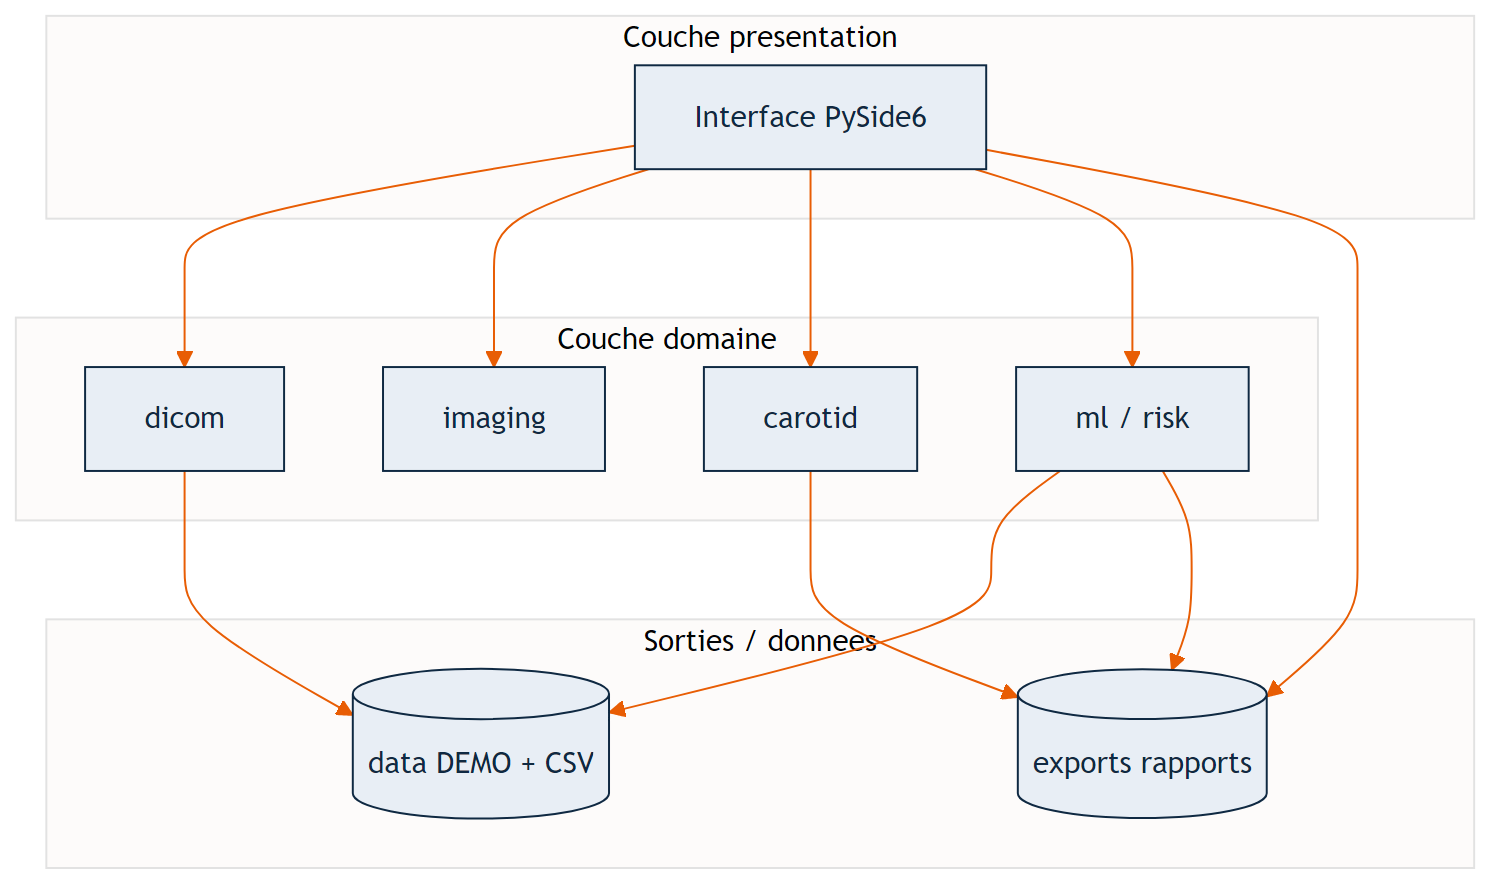 Couche presentation
Interface PySide6
Couche domaine
dicom
imaging
carotid
ml / risk
Sorties / donnees
data DEMO + CSV
exports rapports